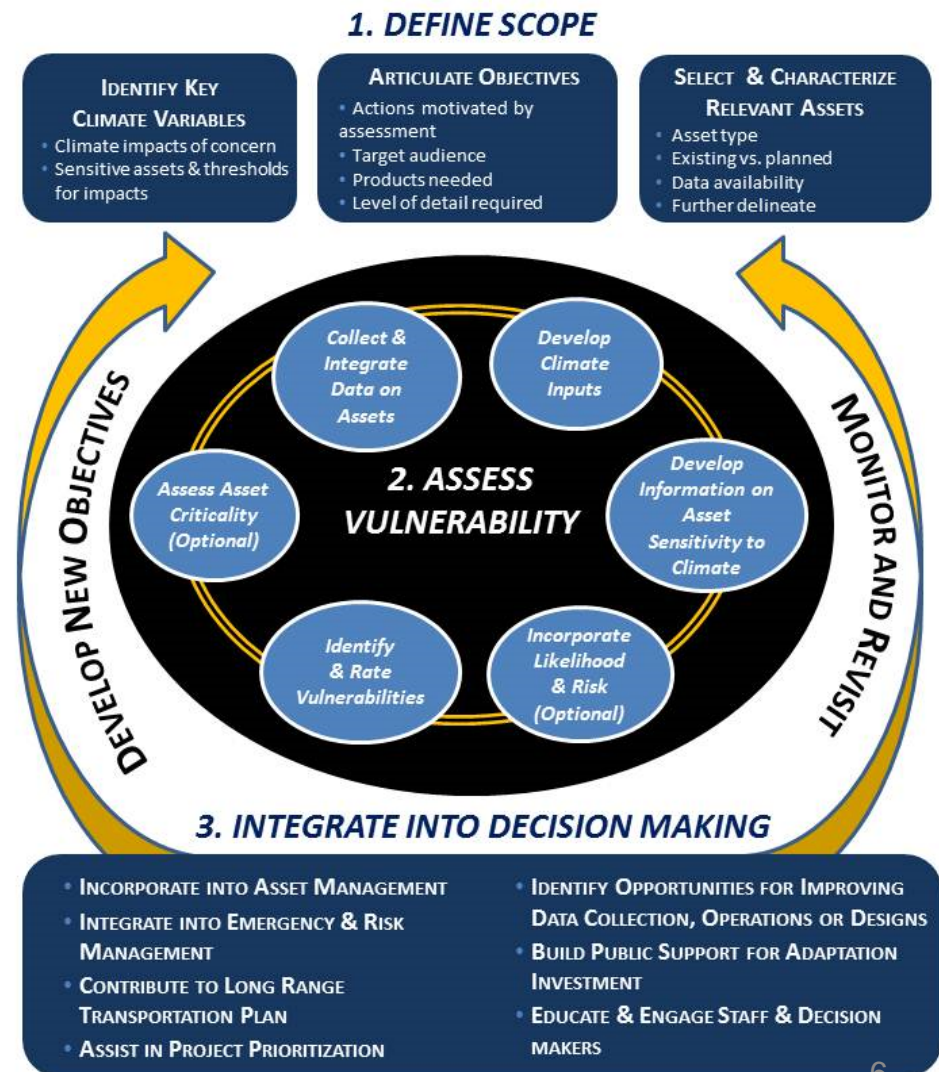 1. DEFINE SCOPE
IDENTIFY KEY
CLIMATE VARIABLES
• Climate impacts of concern
• Sensitive assets & thresholds
for impacts
ARTICULATE OBJECTIVES
• Actions motivated by
assessment
• Target audience
• Products needed
• Level of detail required
SELECT & CHARACTERIZE
RELEVANT ASSETS
• Asset type
• Existing vs. planned
• Data availability
• Further delineate
DEVELOP NEW OBJECTIVES
Collect &
Integrate
Data on
Assets
Develop
Climate
Inputs
Assess Asset
Criticality
(Optional)
2. ASSESS
VULNERABILITY
Develop
Information on
Asset
Sensitivity to
Climate
Identify
& Rate
Vulnerabilities
Incorporate
Likelihood
& Risk
(Optional)
MONITOR AND REVISIT
3. INTEGRATE INTO DECISION MAKING
• INCORPORATE INTO ASSET MANAGEMENT
• INTEGRATE INTO EMERGENCY & RISK
MANAGEMENT
• CONTRIBUTE TO LONG RANGE
TRANSPORTATION PLAN
• ASSIST IN PROJECT PRIORITIZATION
• IDENTIFY OPPORTUNITIES FOR IMPROVING
DATA COLLECTION, OPERATIONS OR DESIGNS
• BUILD PUBLIC SUPPORT FOR ADAPTATION
INVESTMENT
• EDUCATE & ENGAGE STAFF & DECISION
MAKERS